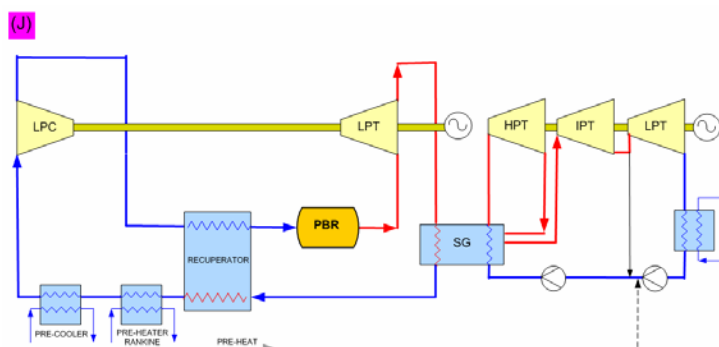 (J)
LPC
LPT
HPT
IPT
LPT
PBR
SG
RECUPERATOR
PRE-COOLER
PRE-HEATER
RANKINE
PRE-HEAT